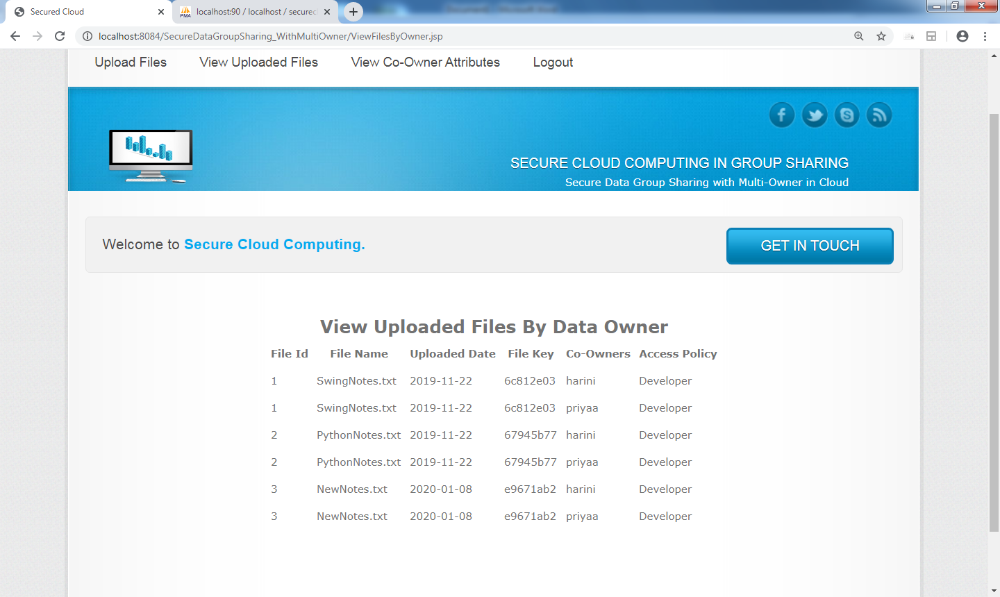 Secured Cloud
localhost:90 / localhost / securec
localhost:8084/SecureDataGroupSharing_WithMultiOwner/ViewFilesByOwner.jsp
Upload Files View Uploaded Files View Co-Owner Attributes Logout
SECURE CLOUD COMPUTING IN GROUP SHARING
Secure Data Group Sharing with Multi-Owner in Cloud
Welcome to Secure Cloud Computing.
GET IN TOUCH
View Uploaded Files By Data Owner
File Id File Name Uploaded Date File Key Co-Owners Access Policy
1 SwingNotes.txt 2019-11-22 6c812e03 harini Developer
1 SwingNotes.txt 2019-11-22 6c812e03 priyaa Developer
2 PythonNotes.txt 2019-11-22 67945b77 harini Developer
2 PythonNotes.txt 2019-11-22 67945b77 priyaa Developer
3 NewNotes.txt 2020-01-08 e9671ab2 harini Developer
3 NewNotes.txt 2020-01-08 e9671ab2 priyaa Developer